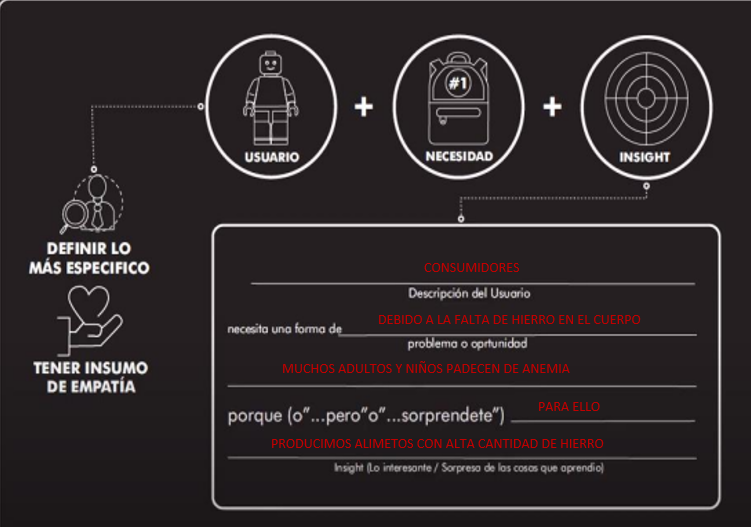 #1
USUARIO
NECESIDAD
INSIGHT
DEFINIR LO
MÁS ESPECIFICO
TENER INSUMO
DE EMPATÍA
CONSUMIDORES
Descripción del Usuario
necesita una forma de DEBIDO A LA FALTA DE HIERRO EN EL CUERPO
problema o oprtunidad
MUCHOS ADULTOS Y NIÑOS PADECEN DE ANEMIA
porque (o"...pero"o"...sorprendete") PARA ELLO
PRODUCIMOS ALIMETOS CON ALTA CANTIDAD DE HIERRO
Insight (Lo interesante / Sorpresa de las cosas que aprendio)